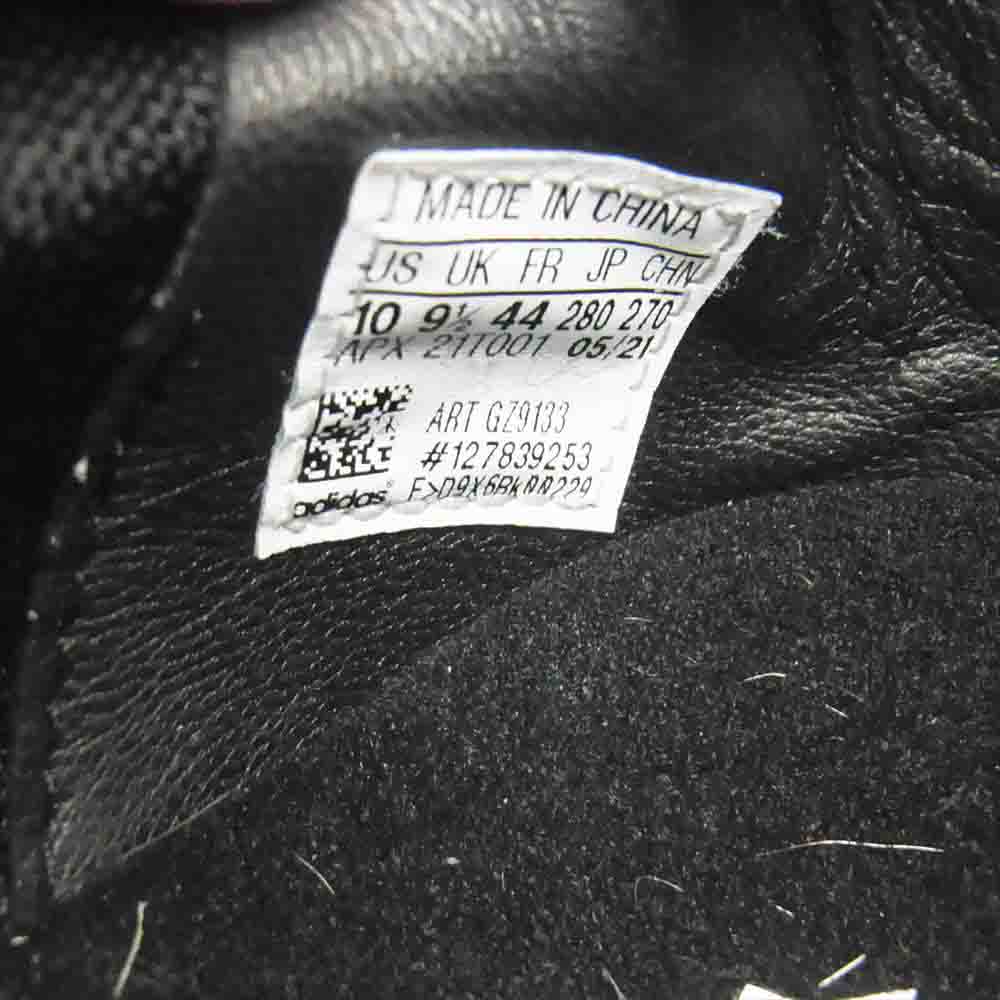 MADE IN CHINA
US UK FR JP CHN
10 9½ 44 280 270
APX 21T001 05/21
ART GZ9133
#127839253
adidas®